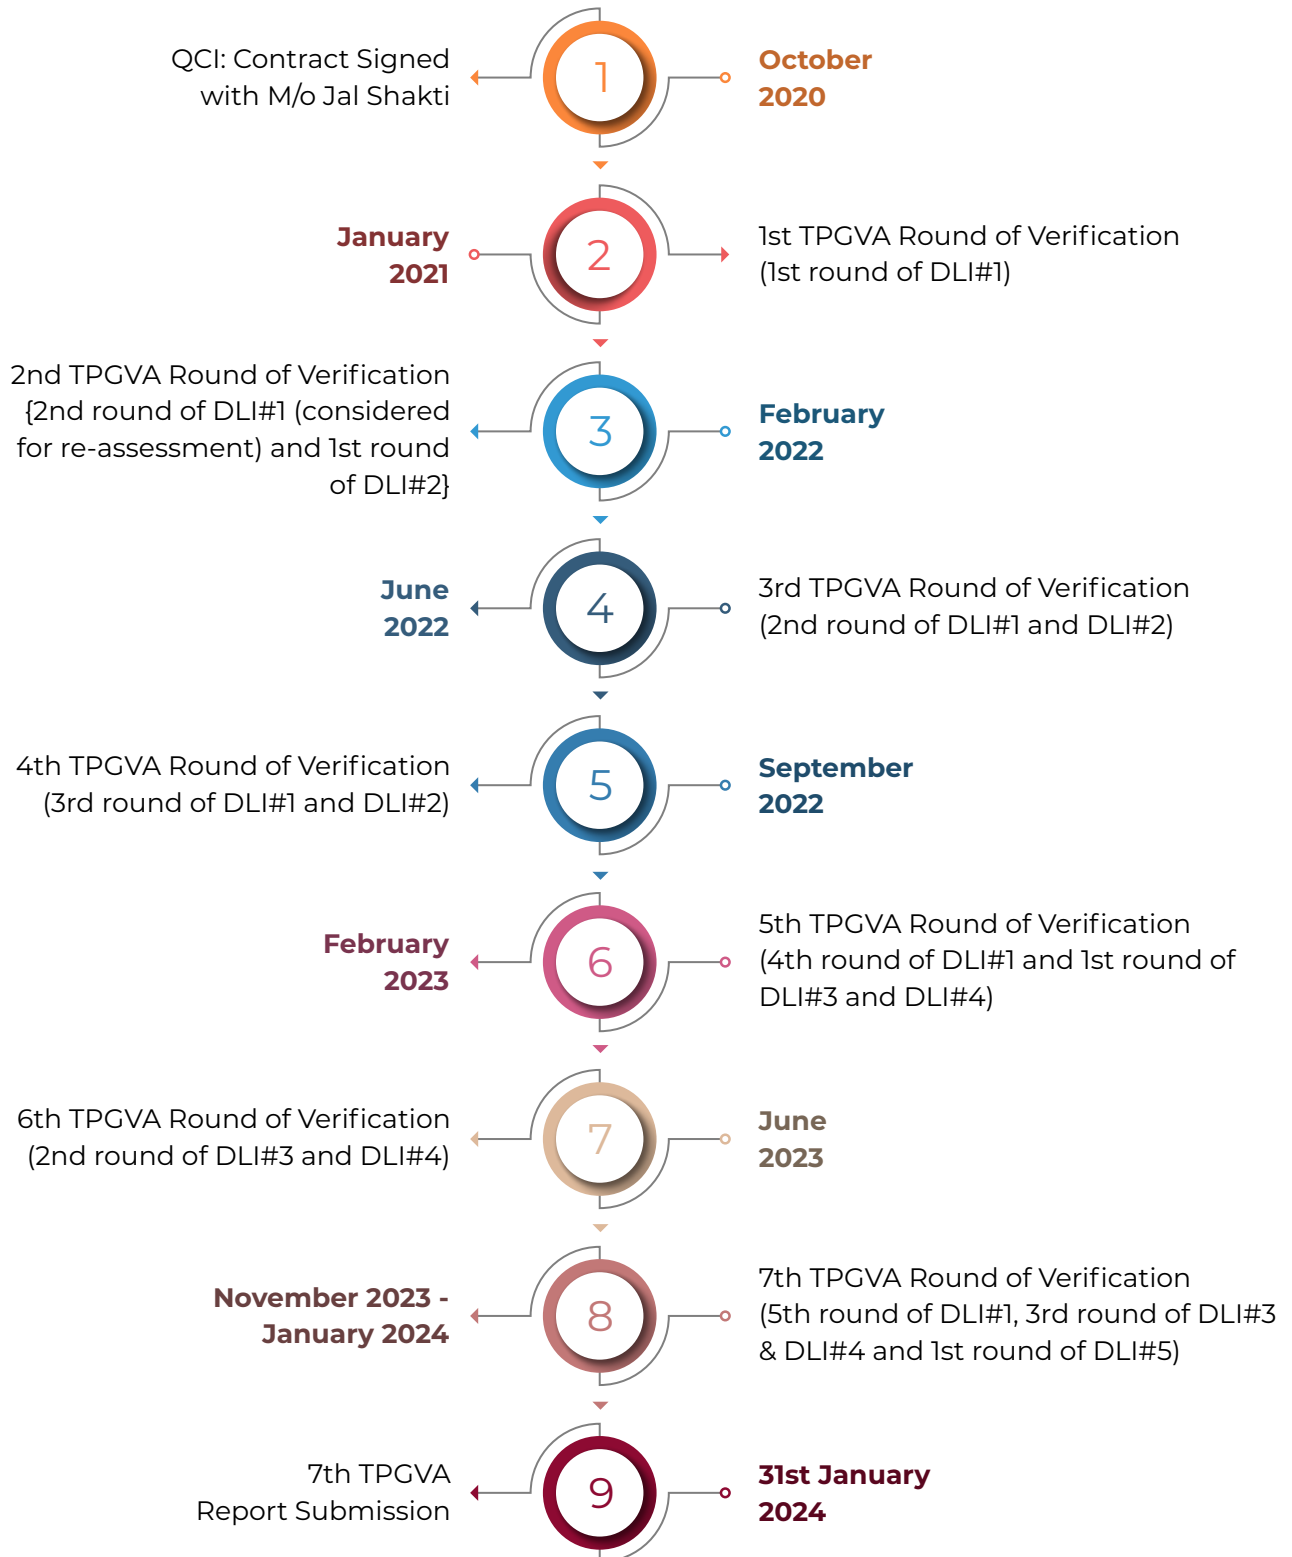 QCI: Contract Signed
with M/o Jal Shakti
1
October
2020
January
2021
2
1st TPGVA Round of Verification
(1st round of DLI#1)
2nd TPGVA Round of Verification
{2nd round of DLI#1 (considered
for re-assessment) and 1st round
of DLI#2}
3
February
2022
June
2022
4
3rd TPGVA Round of Verification
(2nd round of DLI#1 and DLI#2)
4th TPGVA Round of Verification
(3rd round of DLI#1 and DLI#2)
5
September
2022
February
2023
6
5th TPGVA Round of Verification
(4th round of DLI#1 and 1st round of
DLI#3 and DLI#4)
6th TPGVA Round of Verification
(2nd round of DLI#3 and DLI#4)
7
June
2023
November 2023 -
January 2024
8
7th TPGVA Round of Verification
(5th round of DLI#1, 3rd round of DLI#3
& DLI#4 and 1st round of DLI#5)
7th TPGVA
Report Submission
9
31st January
2024